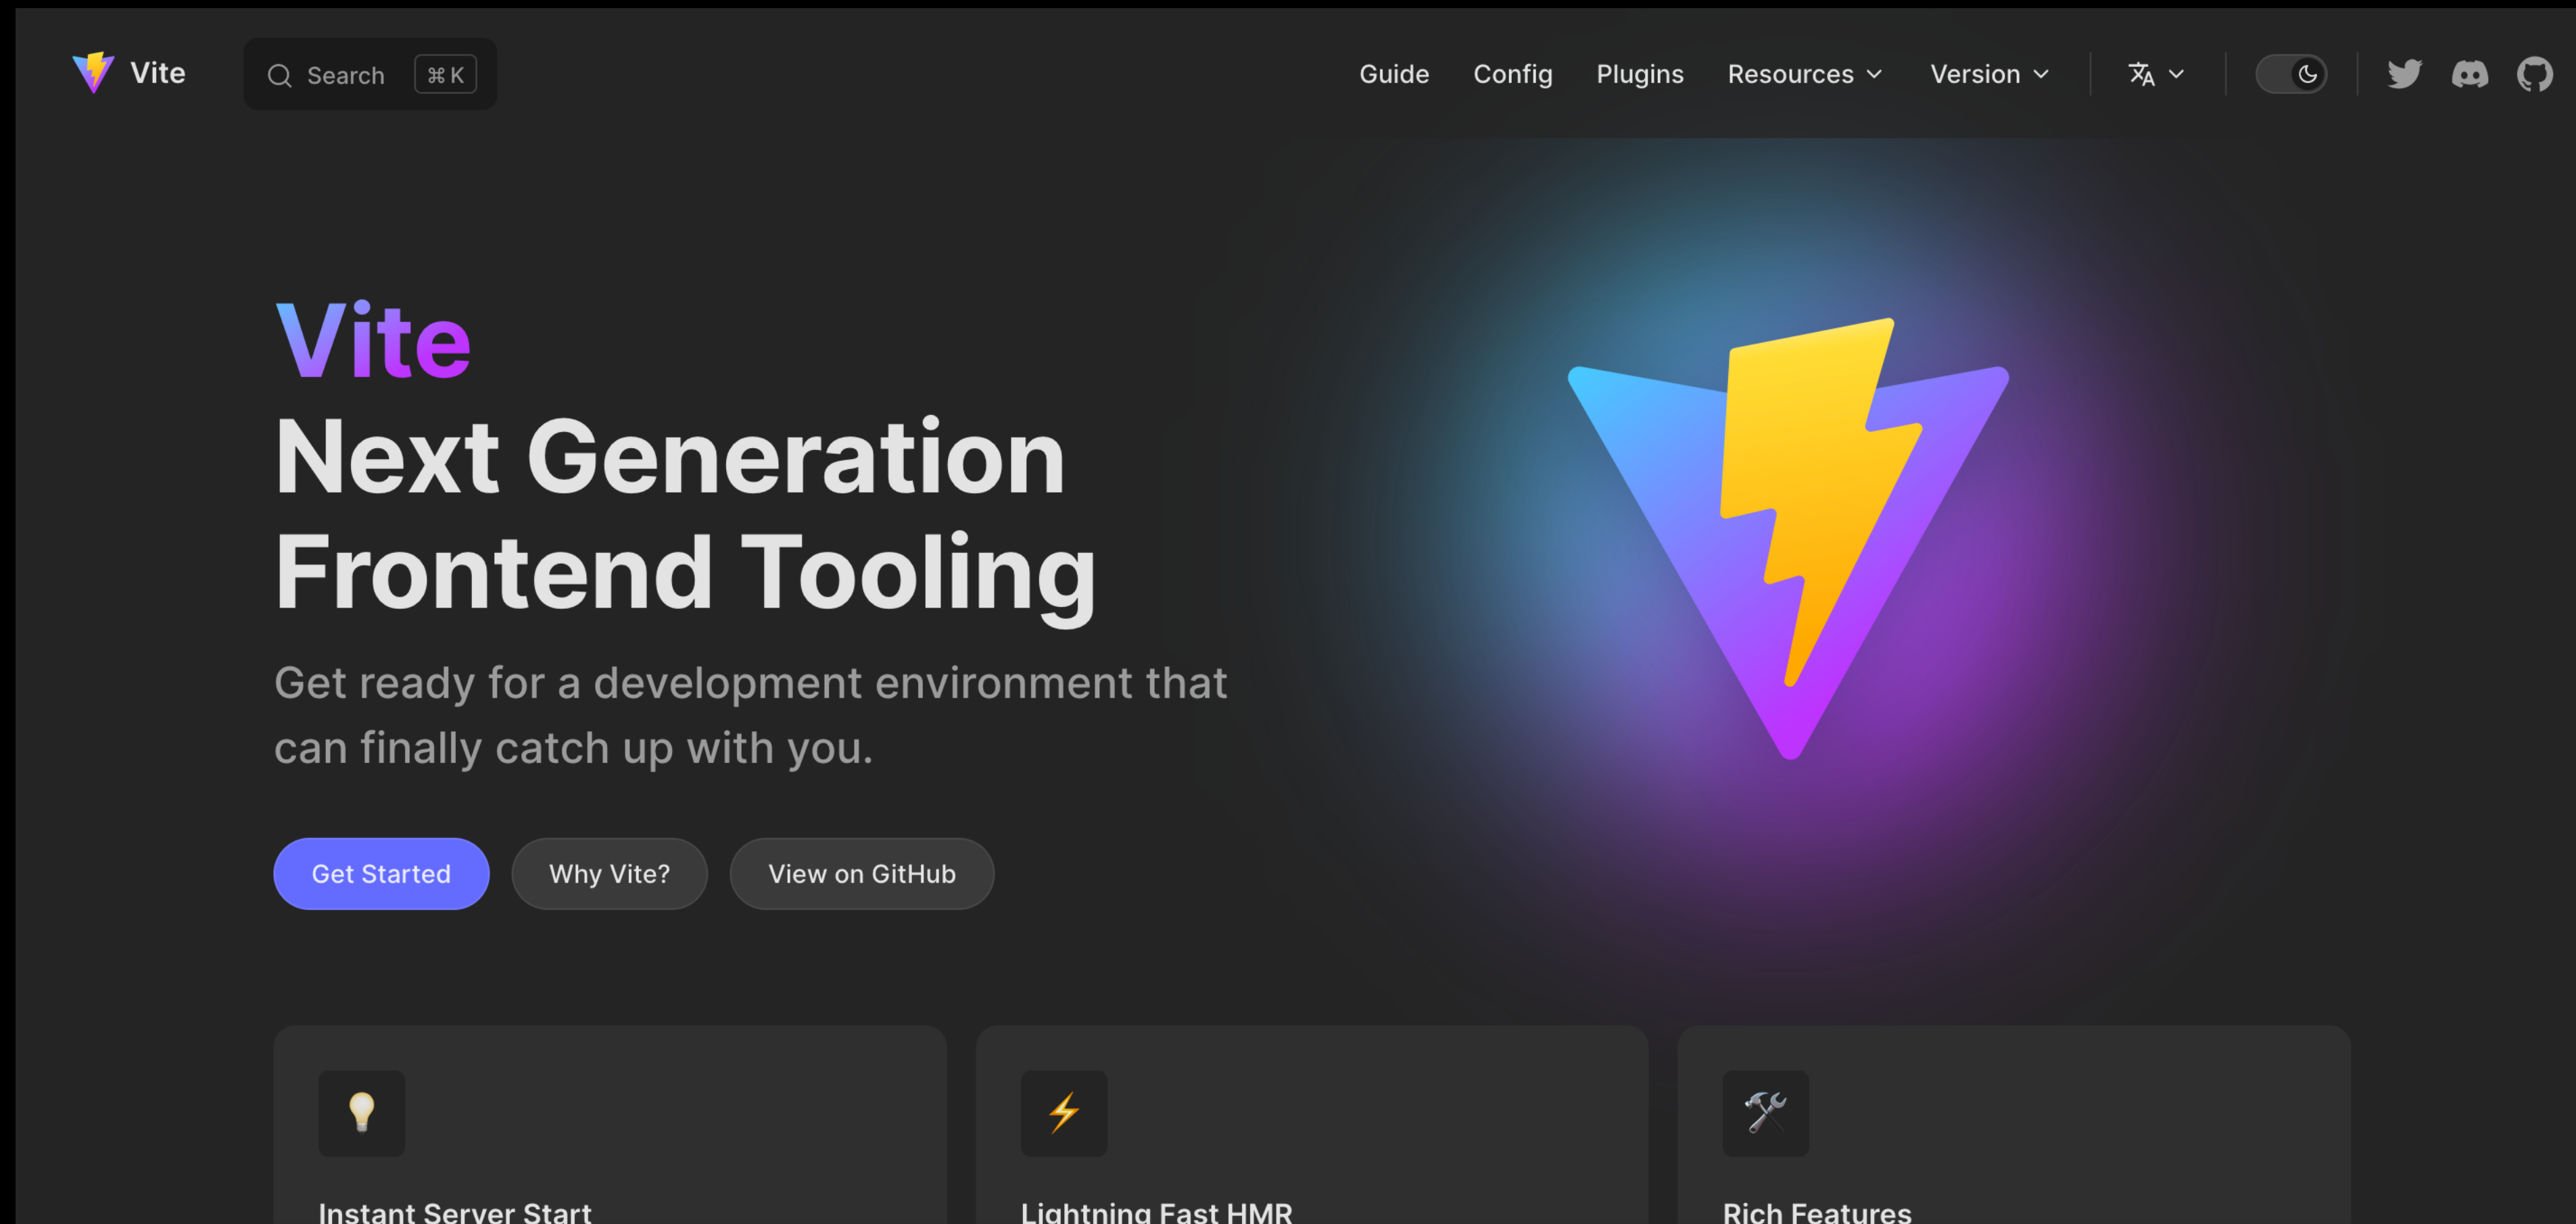 Vite
Search ⌘ K
Guide Config Plugins Resources Version
Vite
Next Generation
Frontend Tooling
Get ready for a development environment that
can finally catch up with you.
Get Started Why Vite? View on GitHub
Instant Server Start Lightning Fast HMR Rich Features